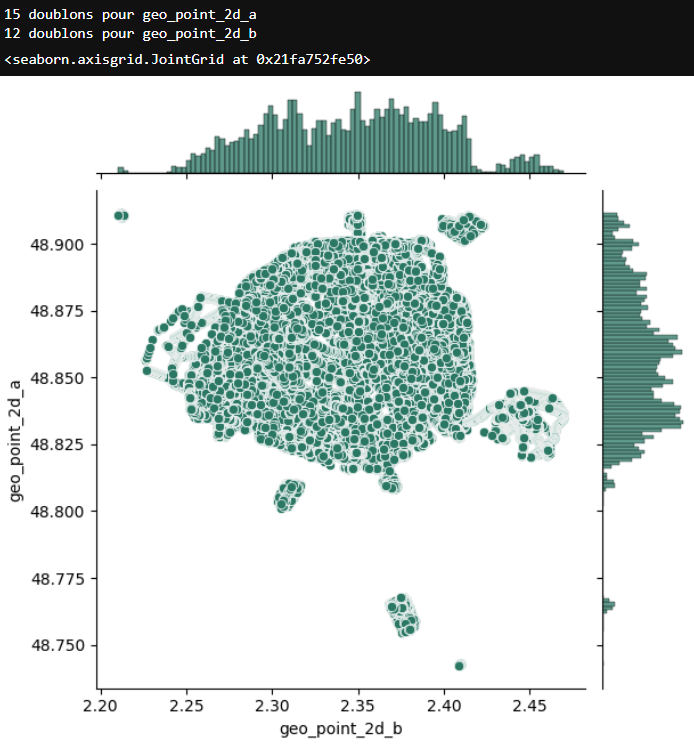 15 doublons pour geo_point_2d_a
12 doublons pour geo_point_2d_b
<seaborn.axisgrid.JointGrid at 0x21fa752fe50>
48.900
48.875
48.850
48.825
48.800
48.775
48.750
geo_point_2d_a
2.20 2.25 2.30 2.35 2.40 2.45
geo_point_2d_b